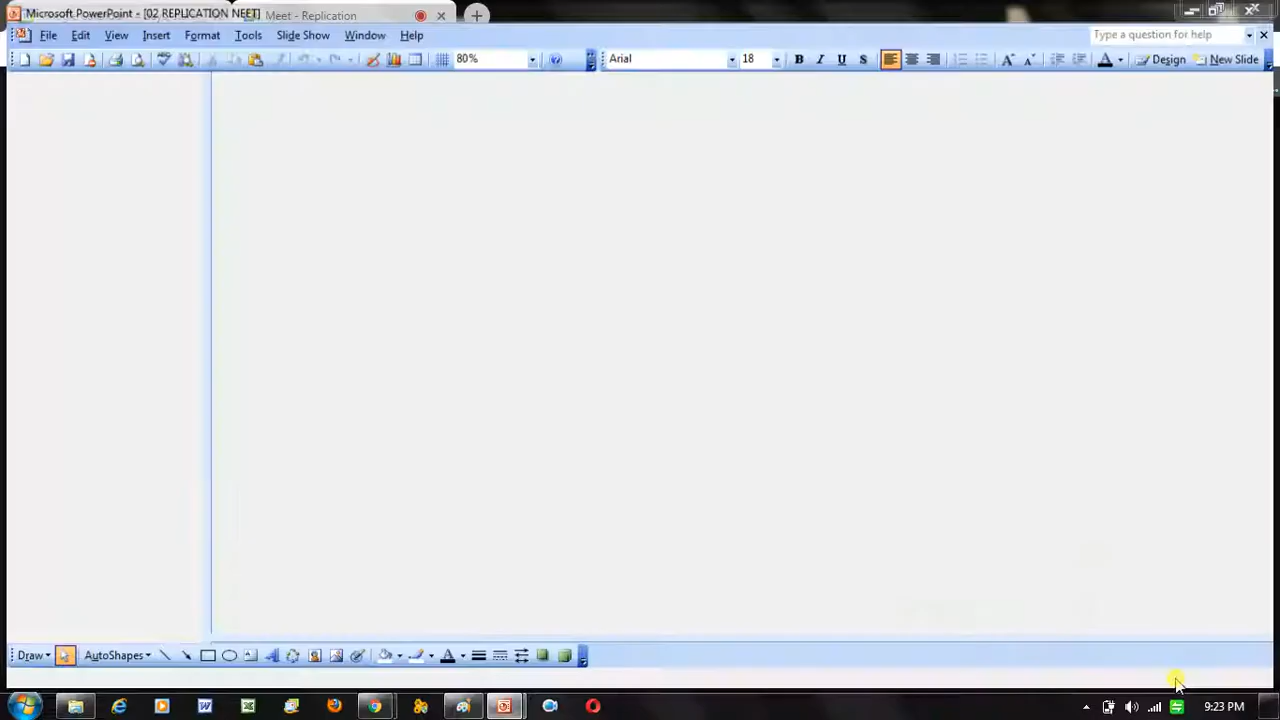 Microsoft PowerPoint - [02 REPLICATION NEET]
Meet - Replication
File Edit View Insert Format Tools Slide Show Window Help
Type a question for help
80%
Arial
18
B I U S
A
Design
New Slide
Draw
AutoShapes
A
9:23 PM